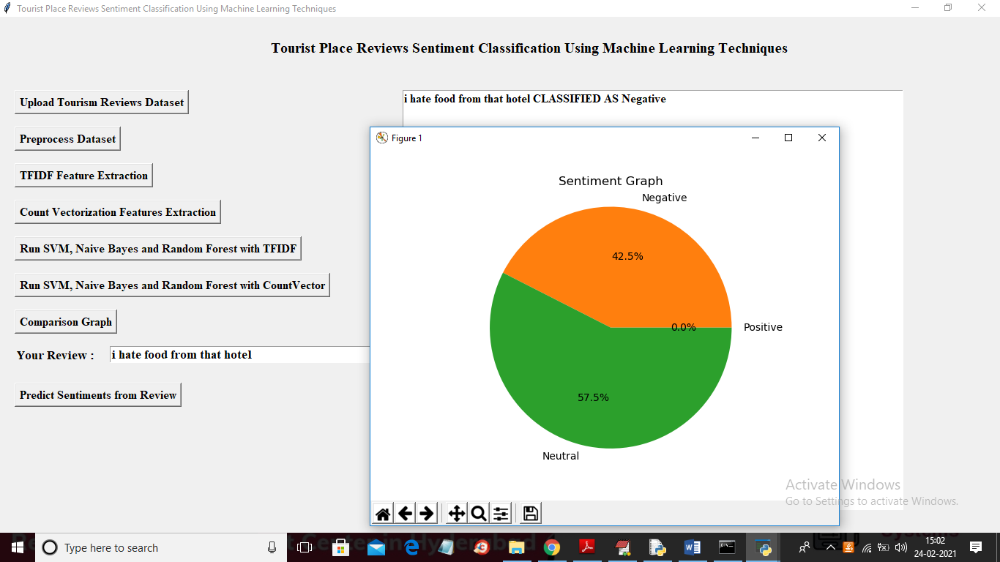 Tourist Place Reviews Sentiment Classification Using Machine Learning Techniques
Tourist Place Reviews Sentiment Classification Using Machine Learning Techniques
Upload Tourism Reviews Dataset
Preprocess Dataset
TFIDF Feature Extraction
Count Vectorization Features Extraction
Run SVM, Naive Bayes and Random Forest with TFIDF
Run SVM, Naive Bayes and Random Forest with CountVector
Comparison Graph
Your Review :
i hate food from that hotel
Predict Sentiments from Review
i hate food from that hotel CLASSIFIED AS Negative
Figure 1
Sentiment Graph
Negative
42.5%
0.0%
Positive
57.5%
Neutral
Activate Windows
Go to Settings to activate Windows.
Type here to search
15:02
24-02-2021